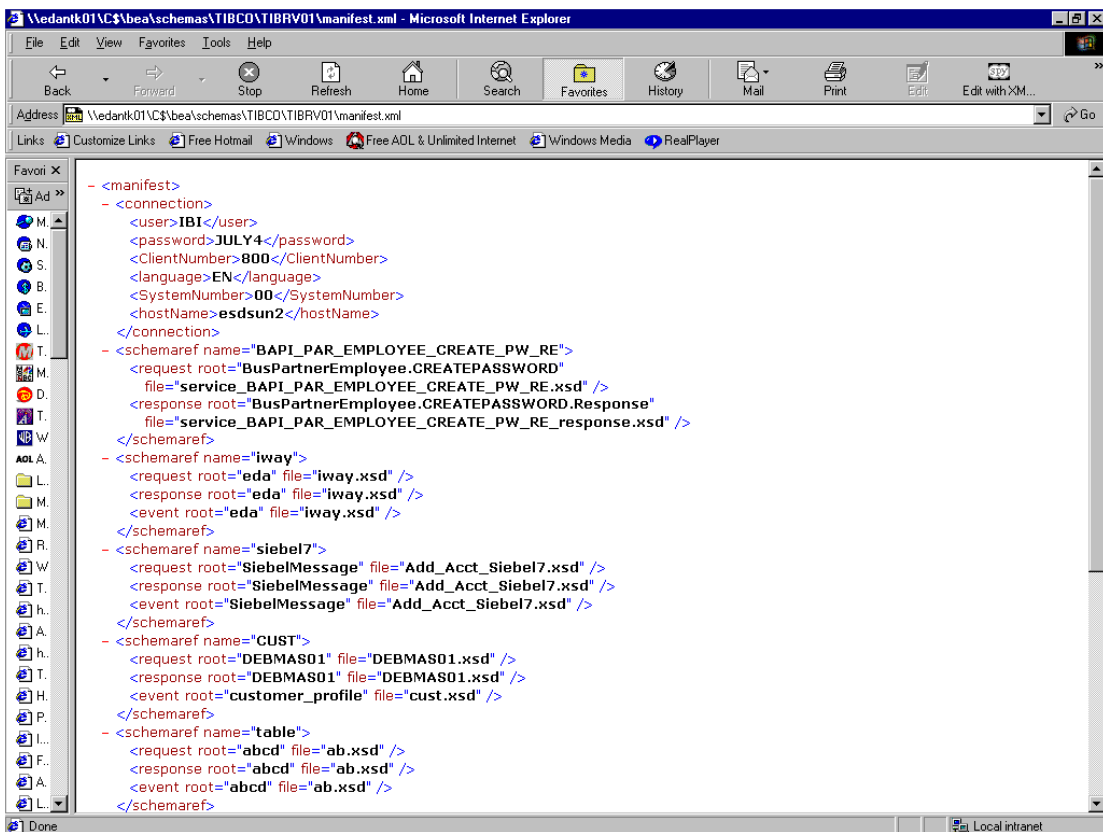 \\edantk01\C$\bea\schemas\TIBCO\TIBRV01\manifest.xml - Microsoft Internet Explorer
File Edit View Favorites Tools Help
Back Forward Stop Refresh Home Search Favorites History Mail Print Edit Edit with XM... »
Address \\edantk01\C$\bea\schemas\TIBCO\TIBRV01\manifest.xml Go
Links Customize Links Free Hotmail Windows Free AOL & Unlimited Internet Windows Media RealPlayer
Favori
Ad »
M.
N.
S.
B.
E.
L..
T.
M.
D.
T.
W
AOL A.
L..
M.
M.
R.
W
T.
h..
A.
h..
T.
H.
P.
I...
F..
A.
L..
- <manifest>
- <connection>
<user>IBI</user>
<password>JULY4</password>
<ClientNumber>800</ClientNumber>
<language>EN</language>
<SystemNumber>00</SystemNumber>
<hostName>esdsun2</hostName>
</connection>
- <schemaref name="BAPI_PAR_EMPLOYEE_CREATE_PW_RE">
<request root="BusPartnerEmployee.CREATEPASSWORD"
file="service_BAPI_PAR_EMPLOYEE_CREATE_PW_RE.xsd" />
<response root="BusPartnerEmployee.CREATEPASSWORD.Response"
file="service_BAPI_PAR_EMPLOYEE_CREATE_PW_RE_response.xsd" />
</schemaref>
- <schemaref name="iway">
<request root="eda" file="iway.xsd" />
<response root="eda" file="iway.xsd" />
<event root="eda" file="iway.xsd" />
</schemaref>
- <schemaref name="siebel7">
<request root="SiebelMessage" file="Add_Acct_Siebel7.xsd" />
<response root="SiebelMessage" file="Add_Acct_Siebel7.xsd" />
<event root="SiebelMessage" file="Add_Acct_Siebel7.xsd" />
</schemaref>
- <schemaref name="CUST">
<request root="DEBMAS01" file="DEBMAS01.xsd" />
<response root="DEBMAS01" file="DEBMAS01.xsd" />
<event root="customer_profile" file="cust.xsd" />
</schemaref>
- <schemaref name="table">
<request root="abcd" file="ab.xsd" />
<response root="abcd" file="ab.xsd" />
<event root="abcd" file="ab.xsd" />
</schemaref>
Done Local intranet